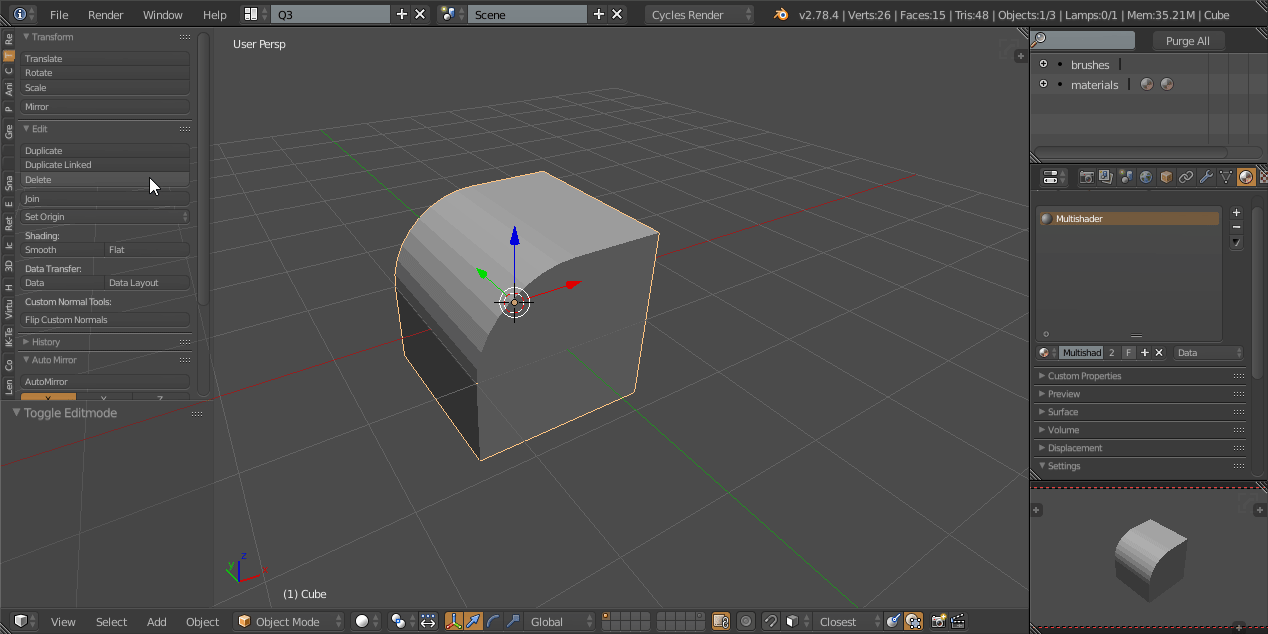 File Render Window Help Q3 Scene Cycles Render v2.78.4 | Verts:26 | Faces:15 | Tris:48 | Objects:1/3 | Lamps:0/1 | Mem:35.21M | Cube
Re
T
C
Ani
P
Gre
Sna
E
Ret
Ic
3D
H
Virtu
IK-Te
Co
Len
Transform
Translate
Rotate
Scale
Mirror
Edit
Duplicate
Duplicate Linked
Delete
Join
Set Origin
Shading:
Smooth Flat
Data Transfer:
Data Data Layout
Custom Normal Tools:
Flip Custom Normals
History
Auto Mirror
AutoMirror
X Y Z
Toggle Editmode
User Persp
z
y
x
(1) Cube
View Select Add Object Object Mode Global Closest
Purge All
brushes
materials
Multishader
Multishad 2 F Data
Custom Properties
Preview
Surface
Volume
Displacement
Settings